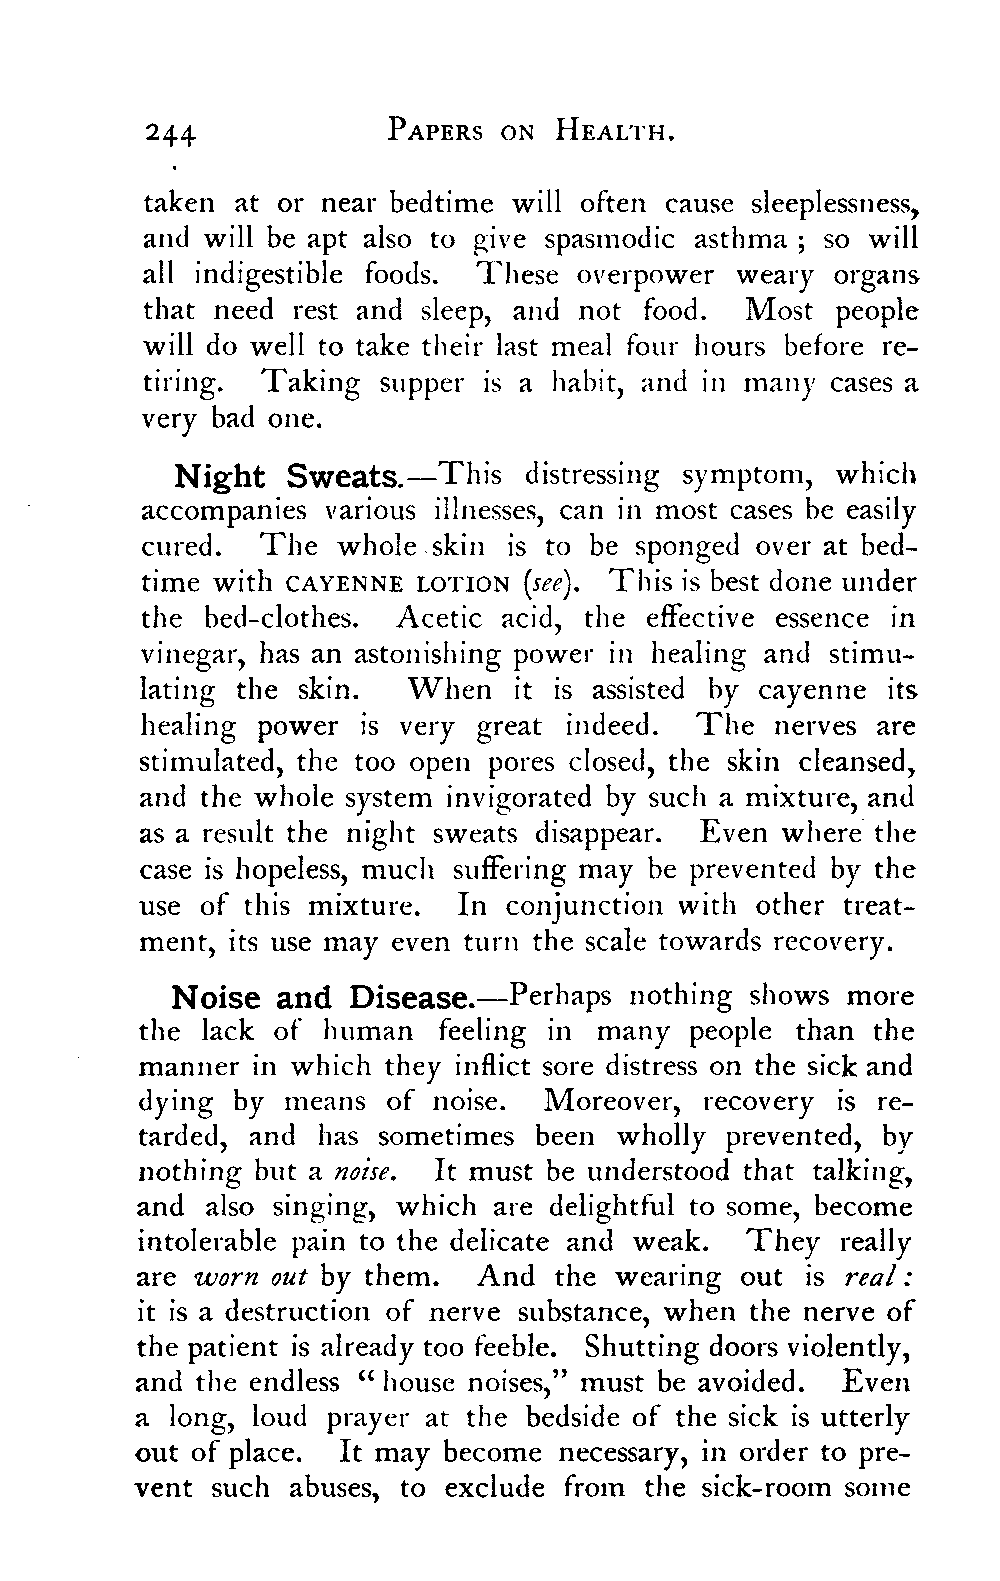 244 PAPERS ON HEALTH.
taken at or near bedtime will often cause sleeplessness,
and will be apt also to give spasmodic asthma ; so will
all indigestible foods. These overpower weary organs
that need rest and sleep, and not food. Most people
will do well to take their last meal four hours before re-
tiring. Taking supper is a habit, and in many cases a
very bad one.
Night Sweats.—This distressing symptom, which
accompanies various illnesses, can in most cases be easily
cured. The whole skin is to be sponged over at bed-
time with CAYENNE LOTION (see). This is best done under
the bed-clothes. Acetic acid, the effective essence in
vinegar, has an astonishing power in healing and stimu-
lating the skin. When it is assisted by cayenne its
healing power is very great indeed. The nerves are
stimulated, the too open pores closed, the skin cleansed,
and the whole system invigorated by such a mixture, and
as a result the night sweats disappear. Even where the
case is hopeless, much suffering may be prevented by the
use of this mixture. In conjunction with other treat-
ment, its use may even turn the scale towards recovery.
Noise and Disease.—Perhaps nothing shows more
the lack of human feeling in many people than the
manner in which they inflict sore distress on the sick and
dying by means of noise. Moreover, recovery is re-
tarded, and has sometimes been wholly prevented, by
nothing but a noise. It must be understood that talking,
and also singing, which are delightful to some, become
intolerable pain to the delicate and weak. They really
are worn out by them. And the wearing out is real :
it is a destruction of nerve substance, when the nerve of
the patient is already too feeble. Shutting doors violently,
and the endless “ house noises,” must be avoided. Even
a long, loud prayer at the bedside of the sick is utterly
out of place. It may become necessary, in order to pre-
vent such abuses, to exclude from the sick-room some